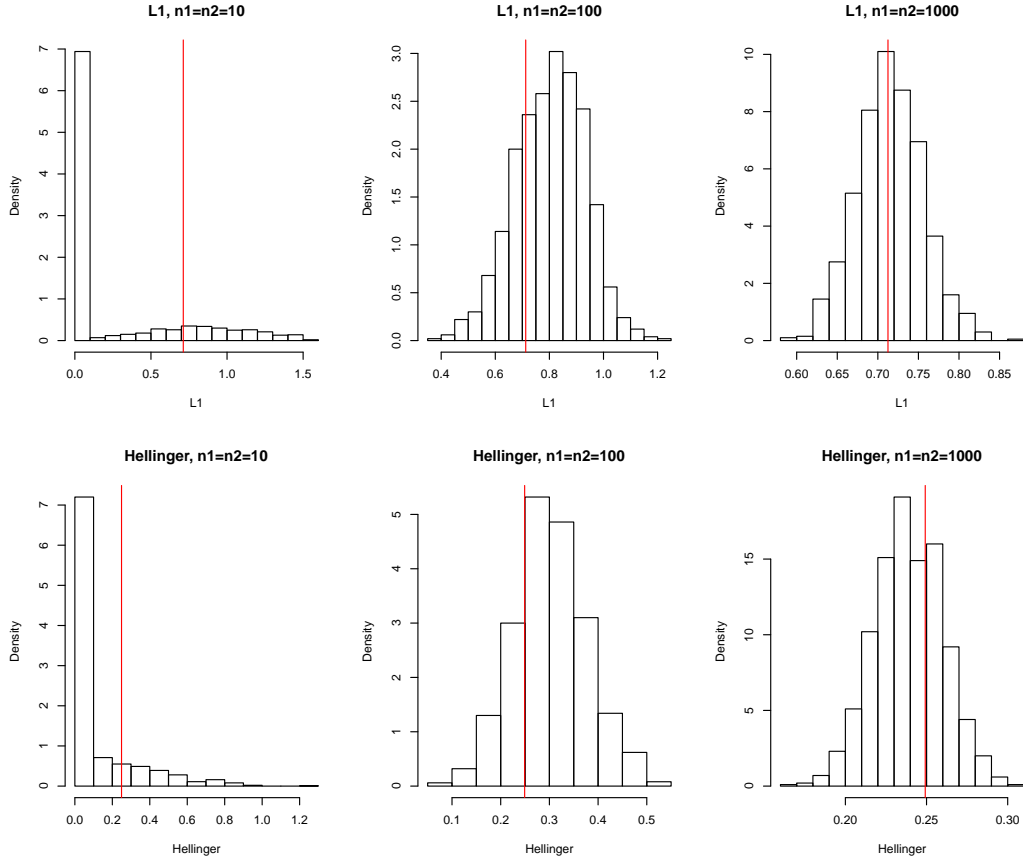 L1, n1=n2=10
Density
0 1 2 3 4 5 6 7
0.0 0.5 1.0 1.5
L1
L1, n1=n2=100
Density
0.0 0.5 1.0 1.5 2.0 2.5 3.0
0.4 0.6 0.8 1.0 1.2
L1
L1, n1=n2=1000
Density
0 2 4 6 8 10
0.60 0.65 0.70 0.75 0.80 0.85
L1
Hellinger, n1=n2=10
Density
0 1 2 3 4 5 6 7
0.0 0.2 0.4 0.6 0.8 1.0 1.2
Hellinger
Hellinger, n1=n2=100
Density
0 1 2 3 4 5
0.1 0.2 0.3 0.4 0.5
Hellinger
Hellinger, n1=n2=1000
Density
0 5 10 15
0.20 0.25 0.30
Hellinger